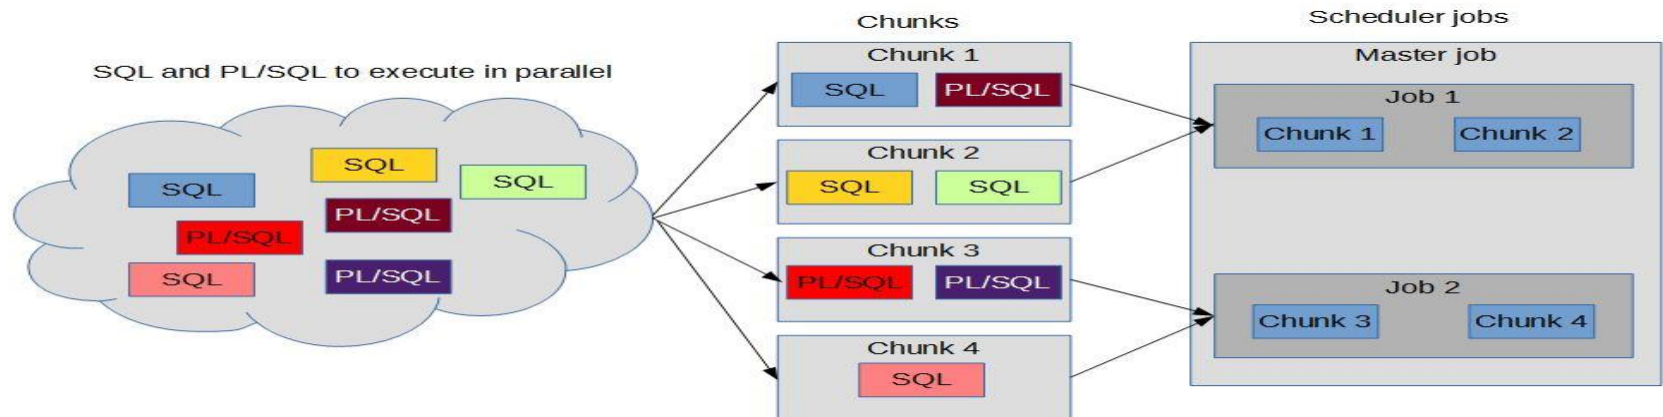 SQL and PL/SQL to execute in parallel
SQL
SQL
SQL
PL/SQL
PL/SQL
SQL
PL/SQL
Chunks
Chunk 1
SQL
PL/SQL
Chunk 2
SQL
SQL
Chunk 3
PL/SQL
PL/SQL
Chunk 4
SQL
Scheduler jobs
Master job
Job 1
Chunk 1
Chunk 2
Job 2
Chunk 3
Chunk 4